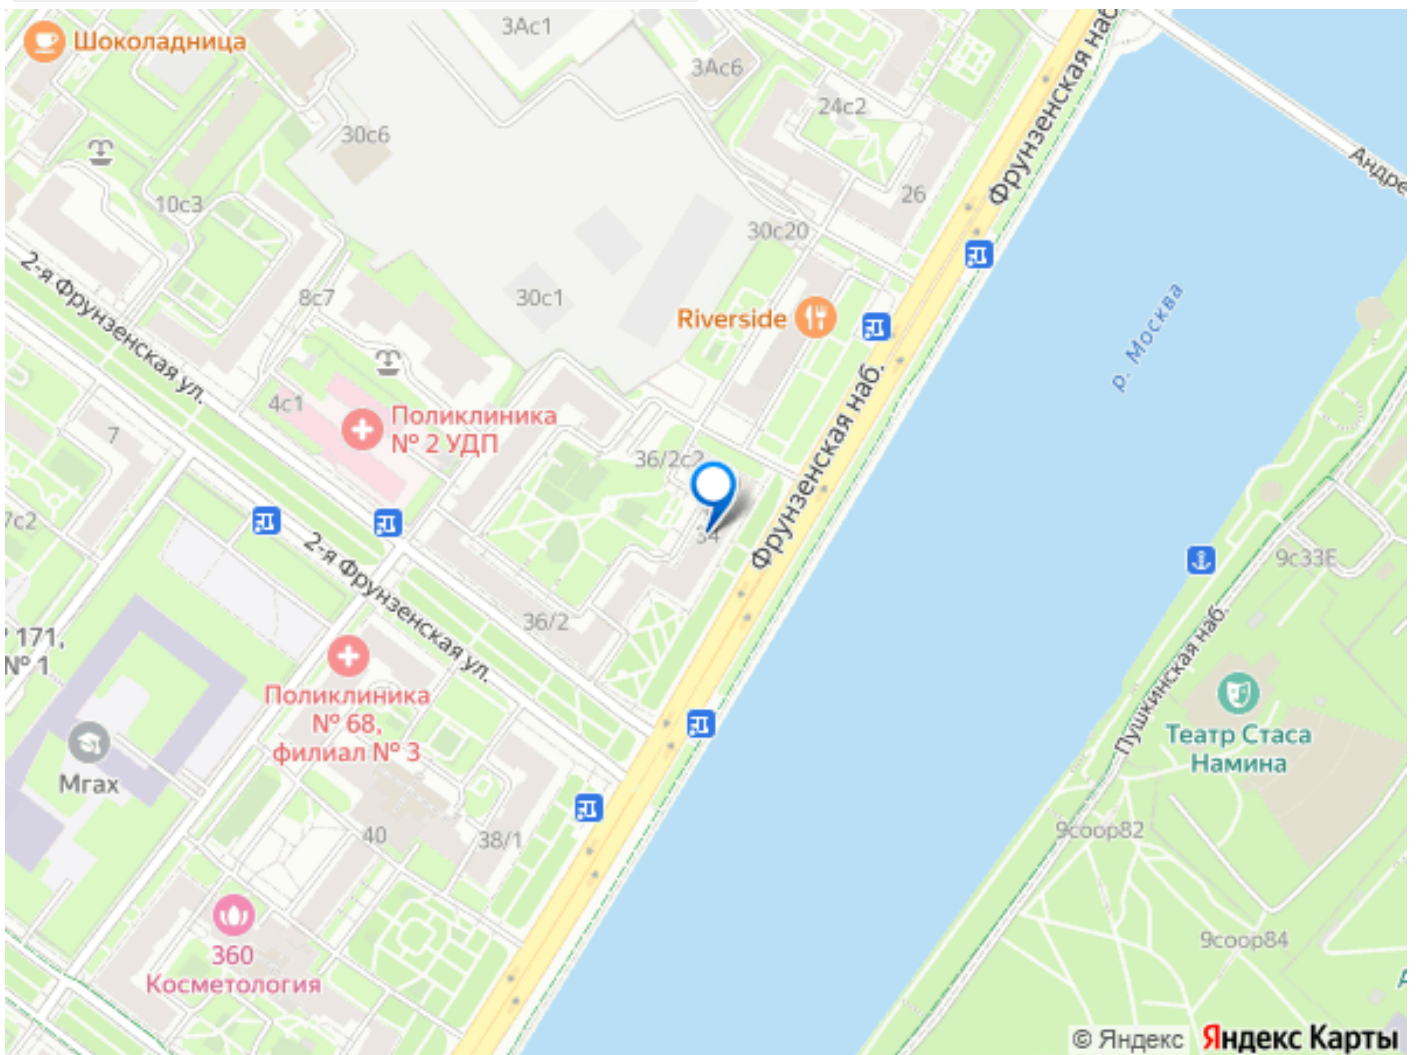 Шоколадница
3Ас1
3Ас6
24с2
Фрунзенская наб.
30с6
Андре
26
10с3
30с20
2-я Фрунзенская ул.
8с7
30с1
Riverside
р. Москва
4с1
Поликлиника
№ 2 УДП
7
36/2с2
Фрунзенская наб.
7с2
34
2-я Фрунзенская ул.
9с33Е
36/2
171,
№ 1
Поликлиника
№ 68,
филиал № 3
Пушкинская наб.
Театр Стаса
Намина
Мгах
40
38/1
9соор82
360
Косметология
9соор84
© Яндекс Яндекс Карты